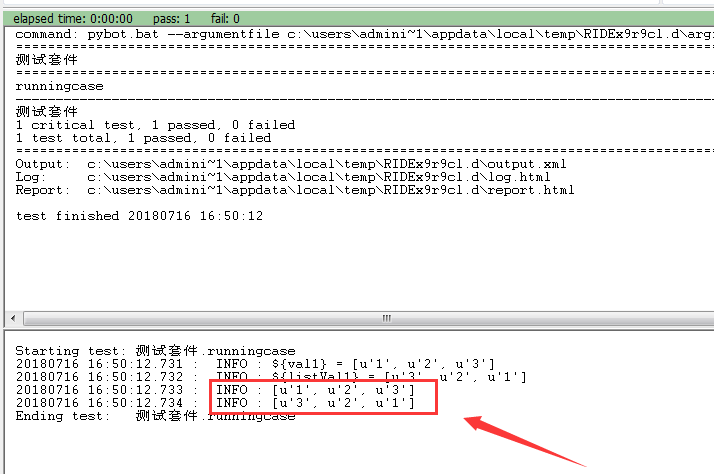 elapsed time: 0:00:00 pass: 1 fail: 0
command: pybot.bat --argumentfile c:\users\admini~1\appdata\local\temp\RIDEx9r9cl.d\argfi
==============================================================================
测试套件
==============================================================================
runningcase
------------------------------------------------------------------------------
测试套件
1 critical test, 1 passed, 0 failed
1 test total, 1 passed, 0 failed
==============================================================================
Output: c:\users\admini~1\appdata\local\temp\RIDEx9r9cl.d\output.xml
Log: c:\users\admini~1\appdata\local\temp\RIDEx9r9cl.d\log.html
Report: c:\users\admini~1\appdata\local\temp\RIDEx9r9cl.d\report.html
test finished 20180716 16:50:12
Starting test: 测试套件.runningcase
20180716 16:50:12.731 : INFO : ${val1} = [u'1', u'2', u'3']
20180716 16:50:12.732 : INFO : ${listVal1} = [u'3', u'2', u'1']
20180716 16:50:12.733 : INFO : [u'1', u'2', u'3']
20180716 16:50:12.734 : INFO : [u'3', u'2', u'1']
Ending test: 测试套件.runningcase